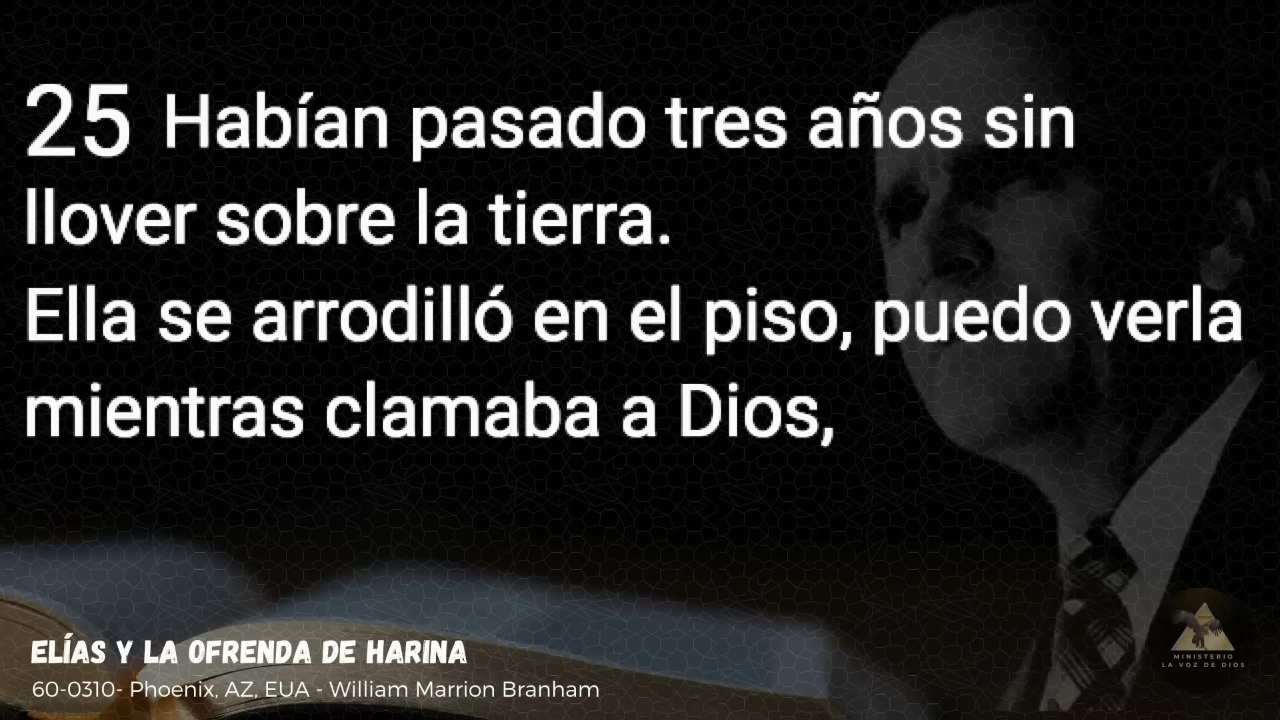 25 Habían pasado tres años sin
llover sobre la tierra.
Ella se arrodilló en el piso, puedo verla
mientras clamaba a Dios,
ELÍAS Y LA OFRENDA DE HARINA
60-0310- Phoenix, AZ, EUA - William Marrion Branham
MINISTERIO
LA VOZ DE DIOS